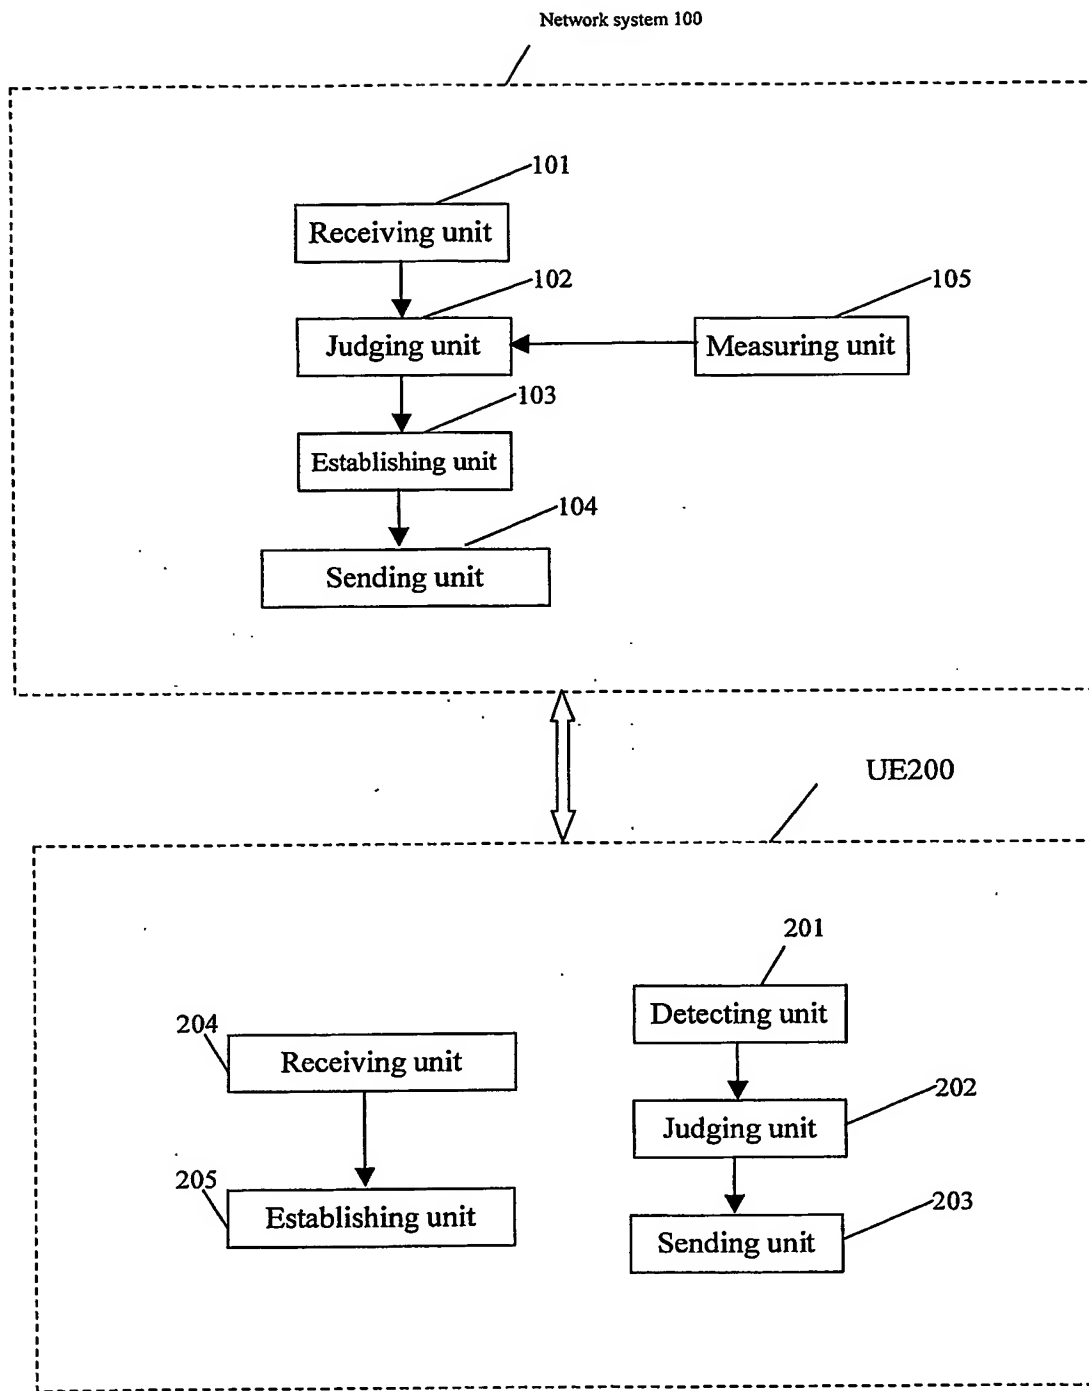 Network system 100
101
Receiving unit
102
105
Judging unit
Measuring unit
103
Establishing unit
104
Sending unit
UE200
201
Detecting unit
204
Receiving unit
202
Judging unit
205
Establishing unit
203
Sending unit